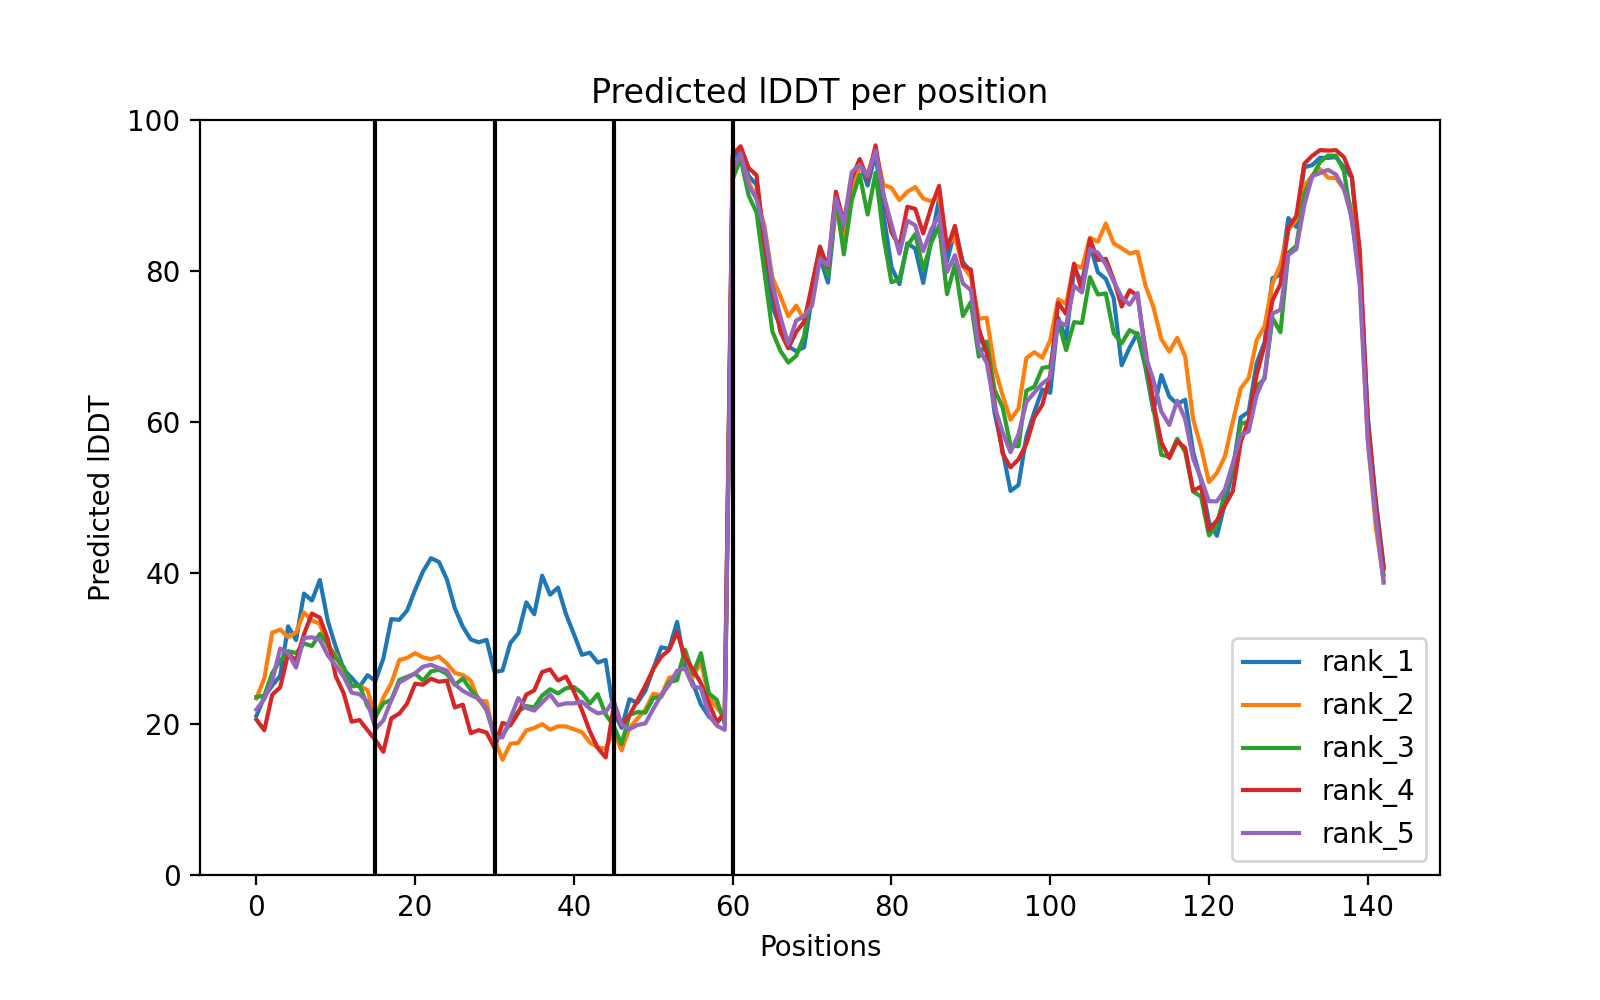 Predicted lDDT per position
100
80
60
40
20
0
Predicted lDDT
0 20 40 60 80 100 120 140
Positions
rank_1
rank_2
rank_3
rank_4
rank_5